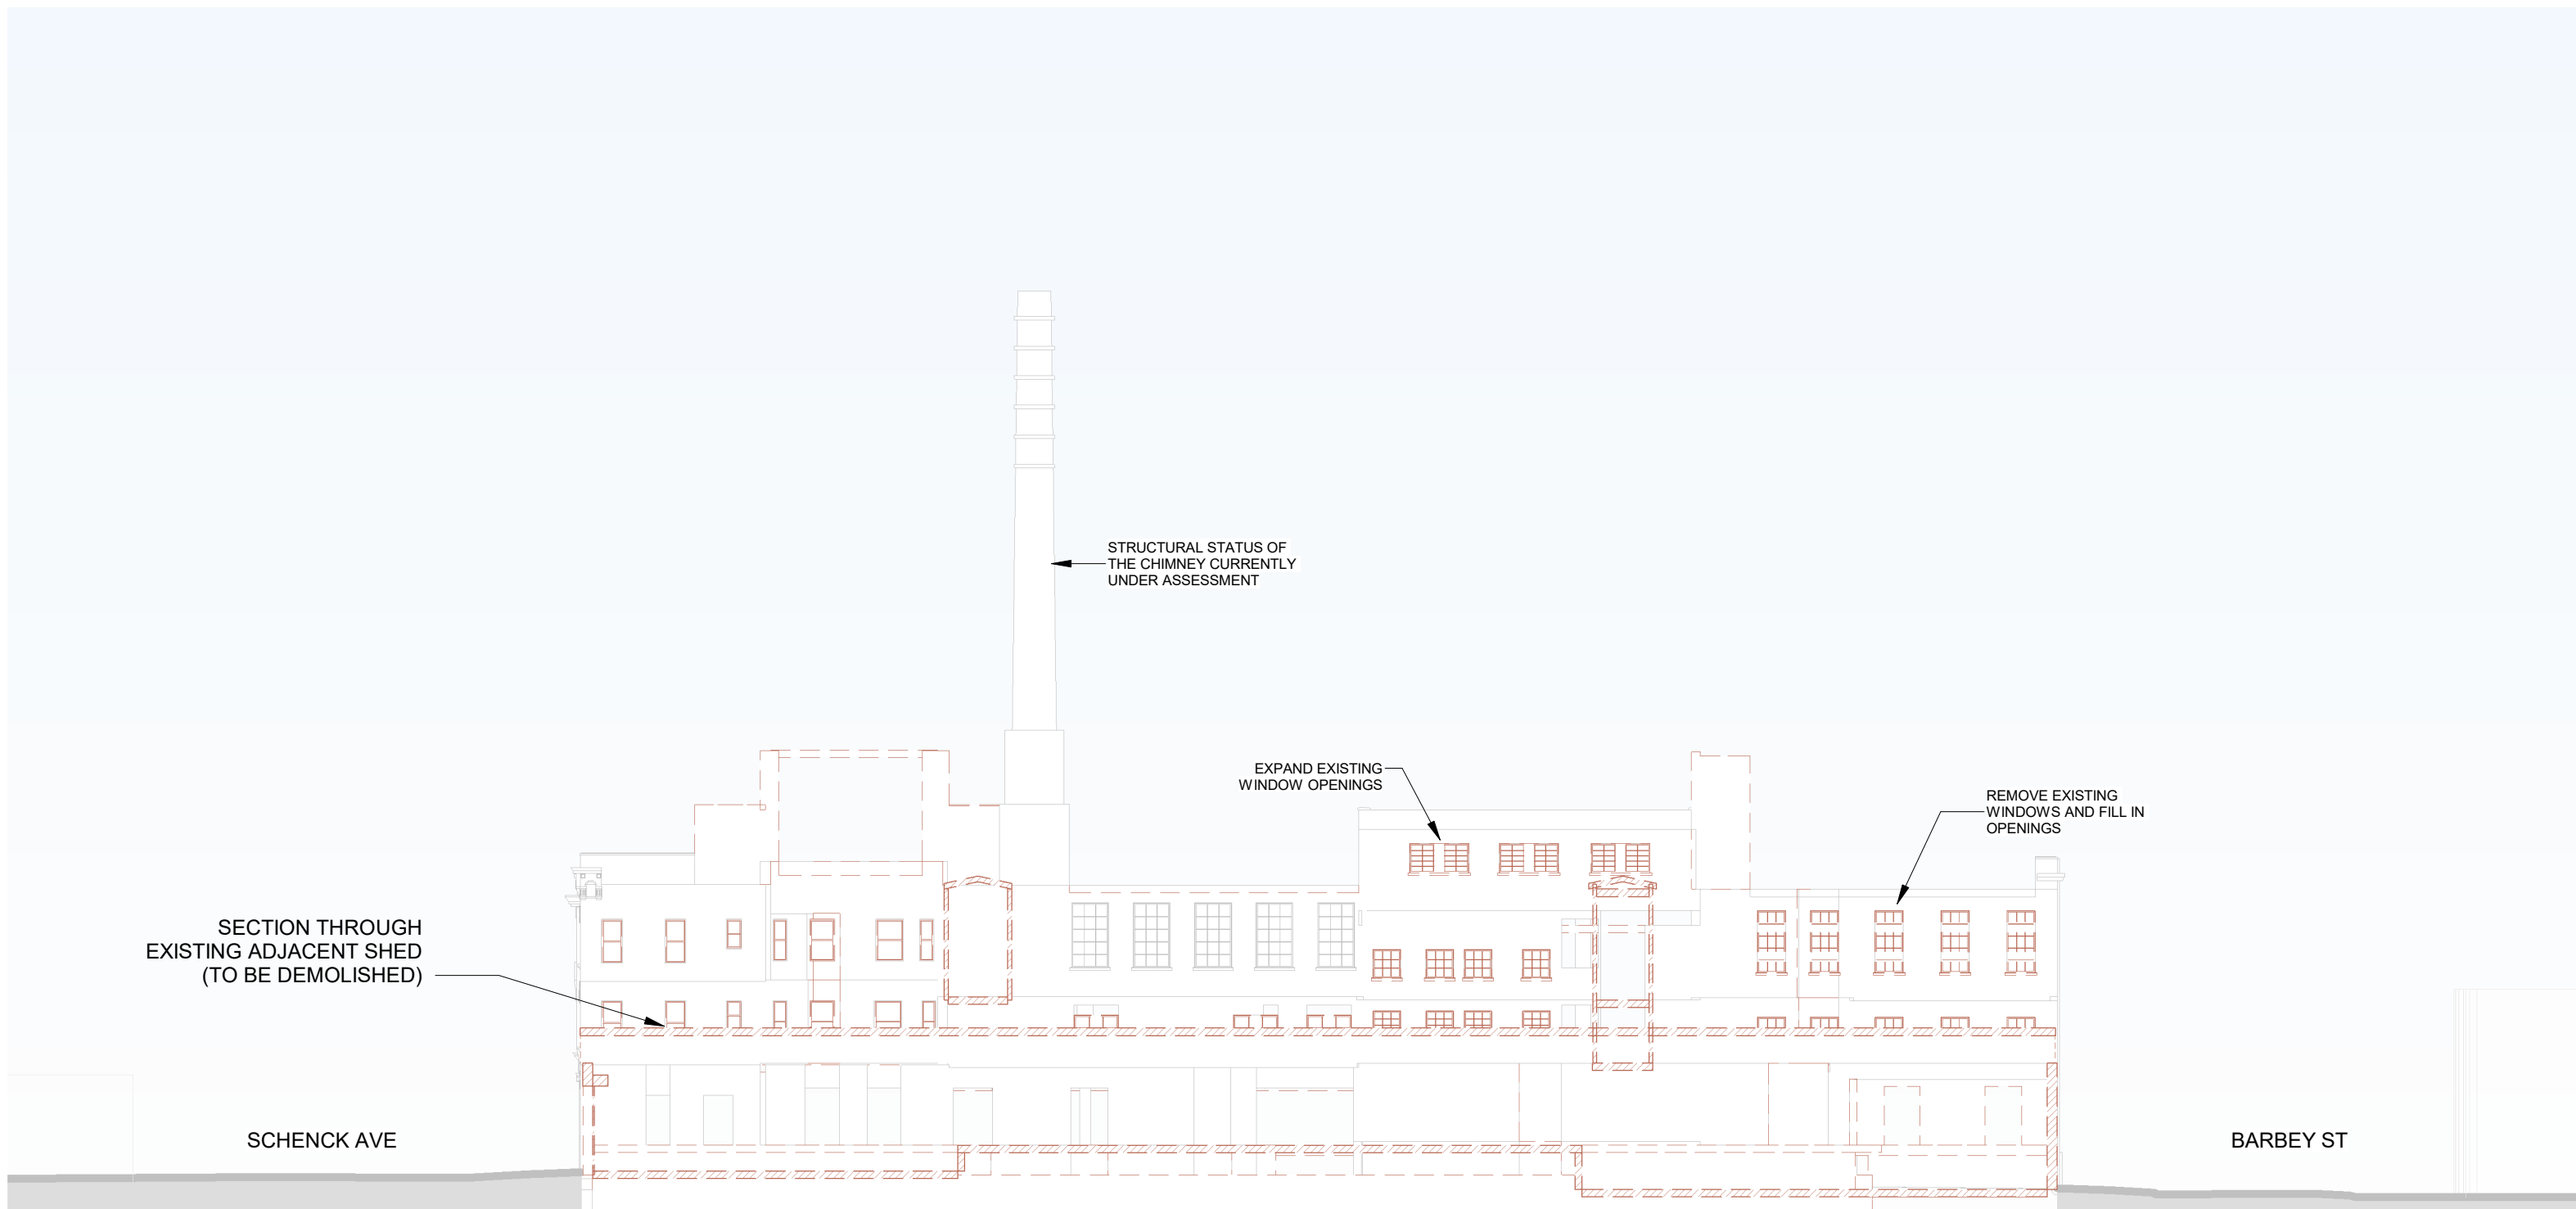 STRUCTURAL STATUS OF
THE CHIMNEY CURRENTLY
UNDER ASSESSMENT
EXPAND EXISTING
WINDOW OPENINGS
REMOVE EXISTING
WINDOWS AND FILL IN
OPENINGS
SECTION THROUGH
EXISTING ADJACENT SHED
(TO BE DEMOLISHED)
SCHENCK AVE
BARBEY ST